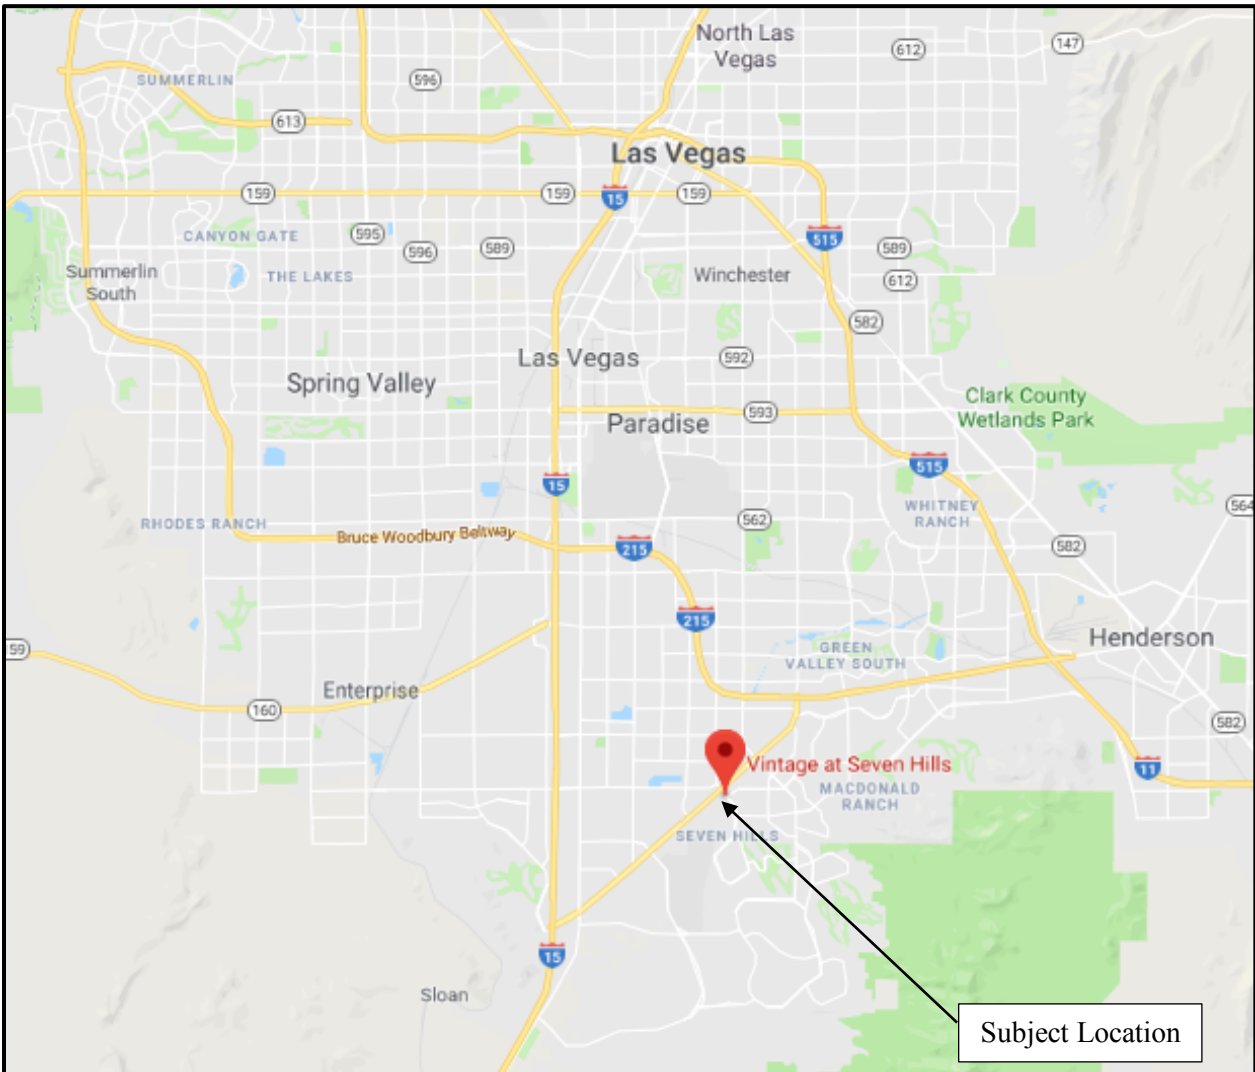 North Las
Vegas
612
147
SUMMERLIN
596
613
Las Vegas
159
159
15
159
CANYON GATE
595
596
589
515
589
Summerlin
South
THE LAKES
Winchester
612
582
Las Vegas
592
Spring Valley
Clark County
Wetlands Park
593
Paradise
515
15
WHITNEY
RANCH
564
RHODES RANCH
Bruce Woodbury Beltway
562
215
582
215
Henderson
59
GREEN
VALLEY SOUTH
Enterprise
160
582
Vintage at Seven Hills
11
MACDONALD
RANCH
SEVEN HILLS
15
Sloan
Subject Location